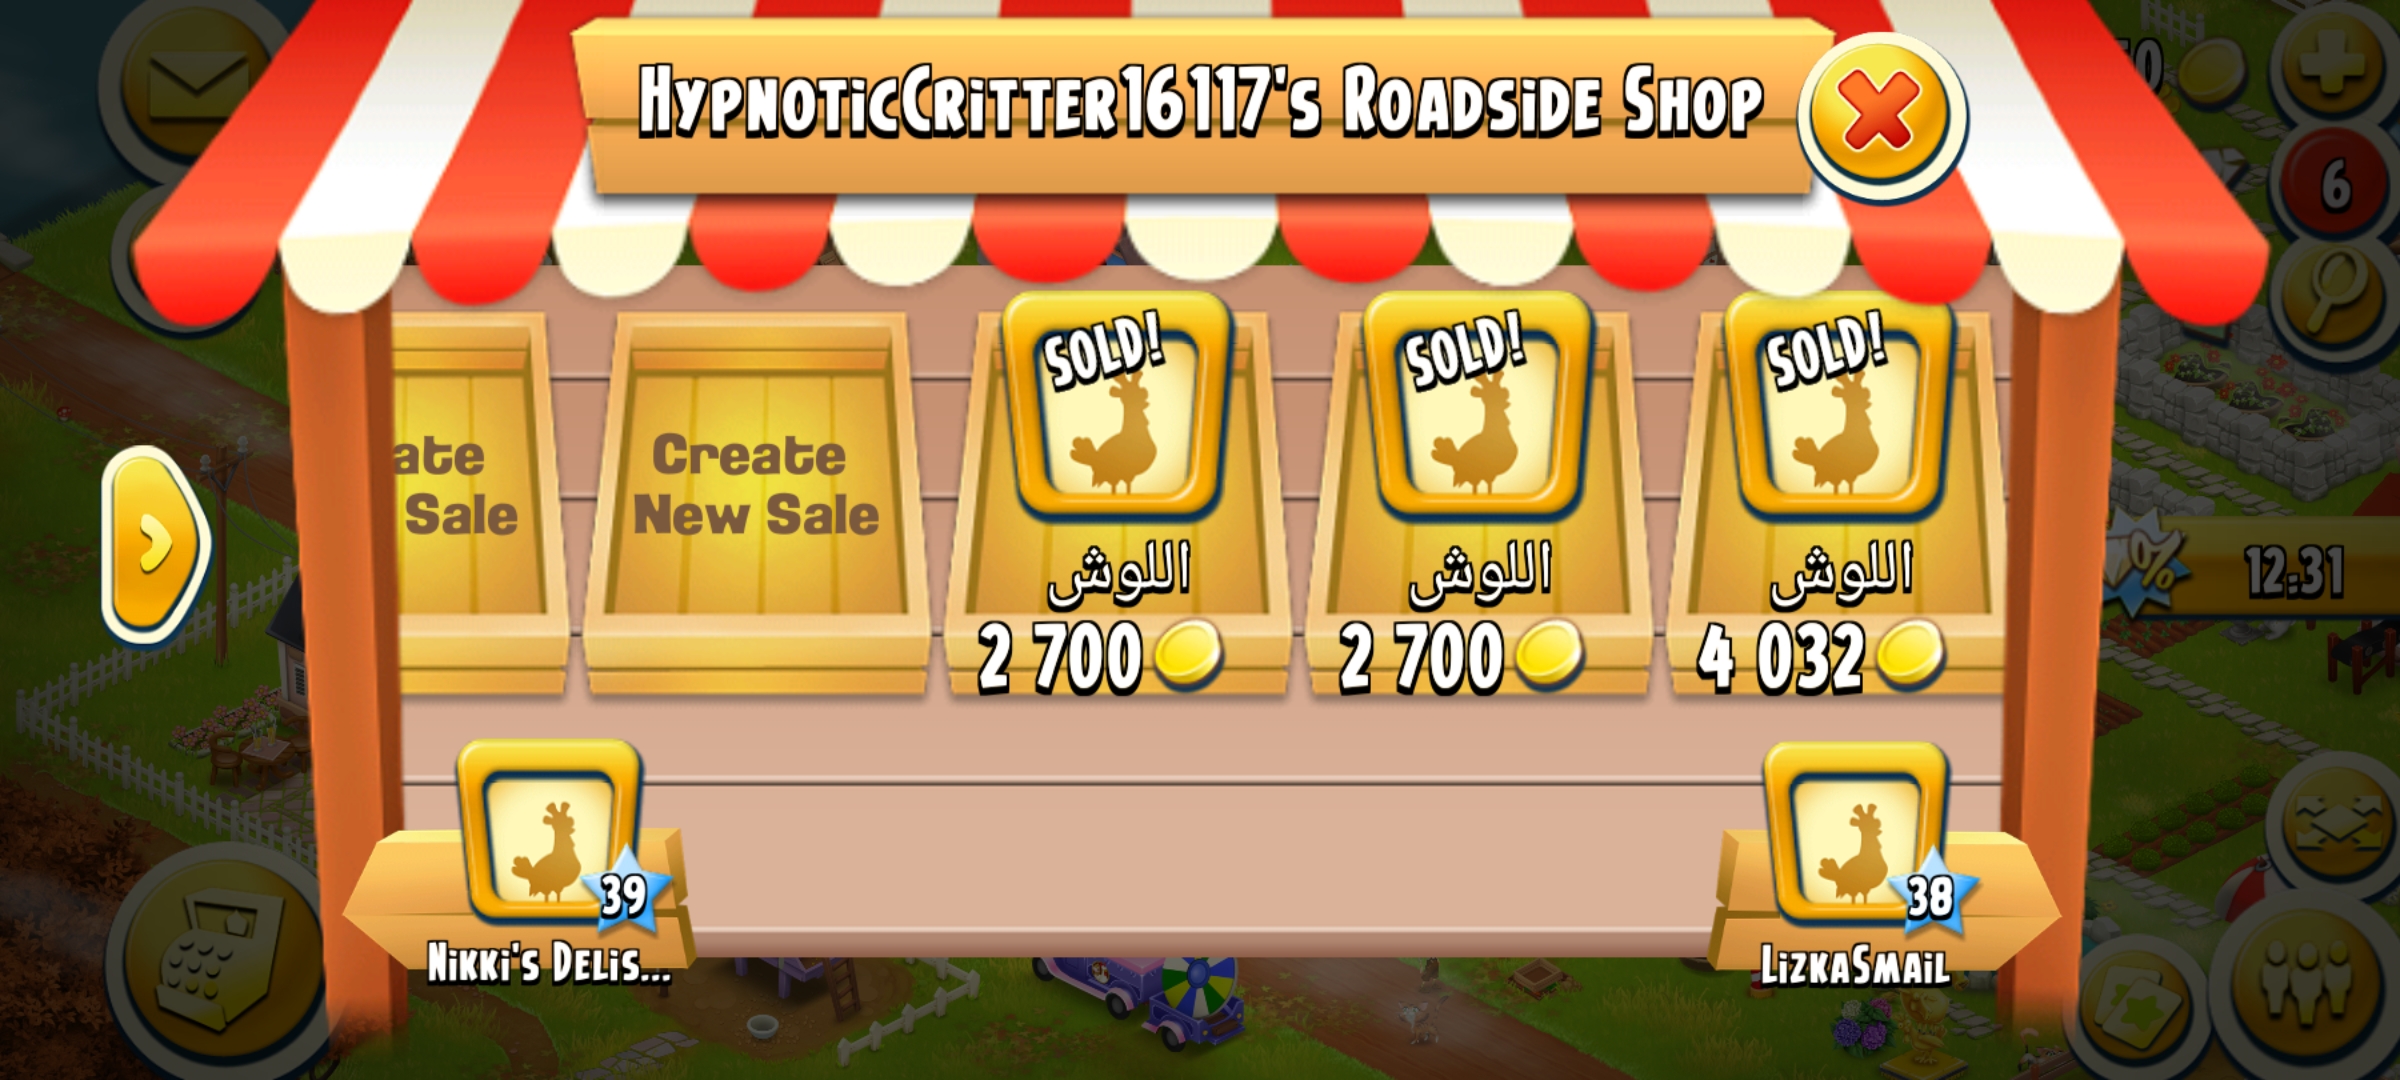 HypnoticCritter16117's Roadside Shop
6
ate
Sale
Create
New Sale
SOLD!
اللوش
2 700
SOLD!
اللوش
2 700
SOLD!
اللوش
4 032
12:31
39
Nikki's Delis...
38
LizkaSmail